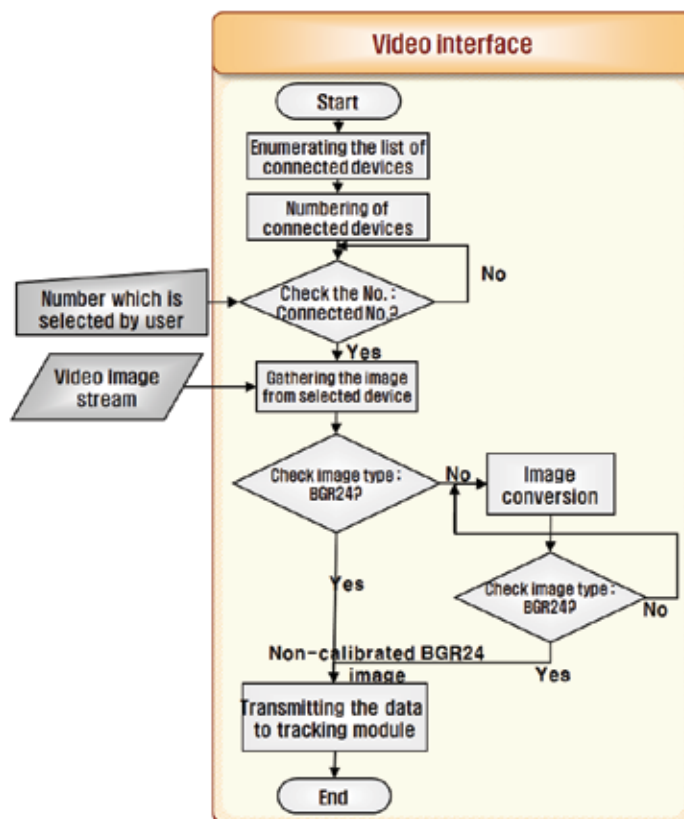 Video interface
Start
Enumerating the list of
connected devices
Numbering of
connected devices
No
Number which is
selected by user
Check the No. :
Connected No.?
Yes
Video image
stream
Gathering the image
from selected device
Check image type :
BGR24?
No
Image
conversion
Yes
Check image type :
BGR24?
No
Non-calibrated BGR24
image
Yes
Transmitting the data
to tracking module
End